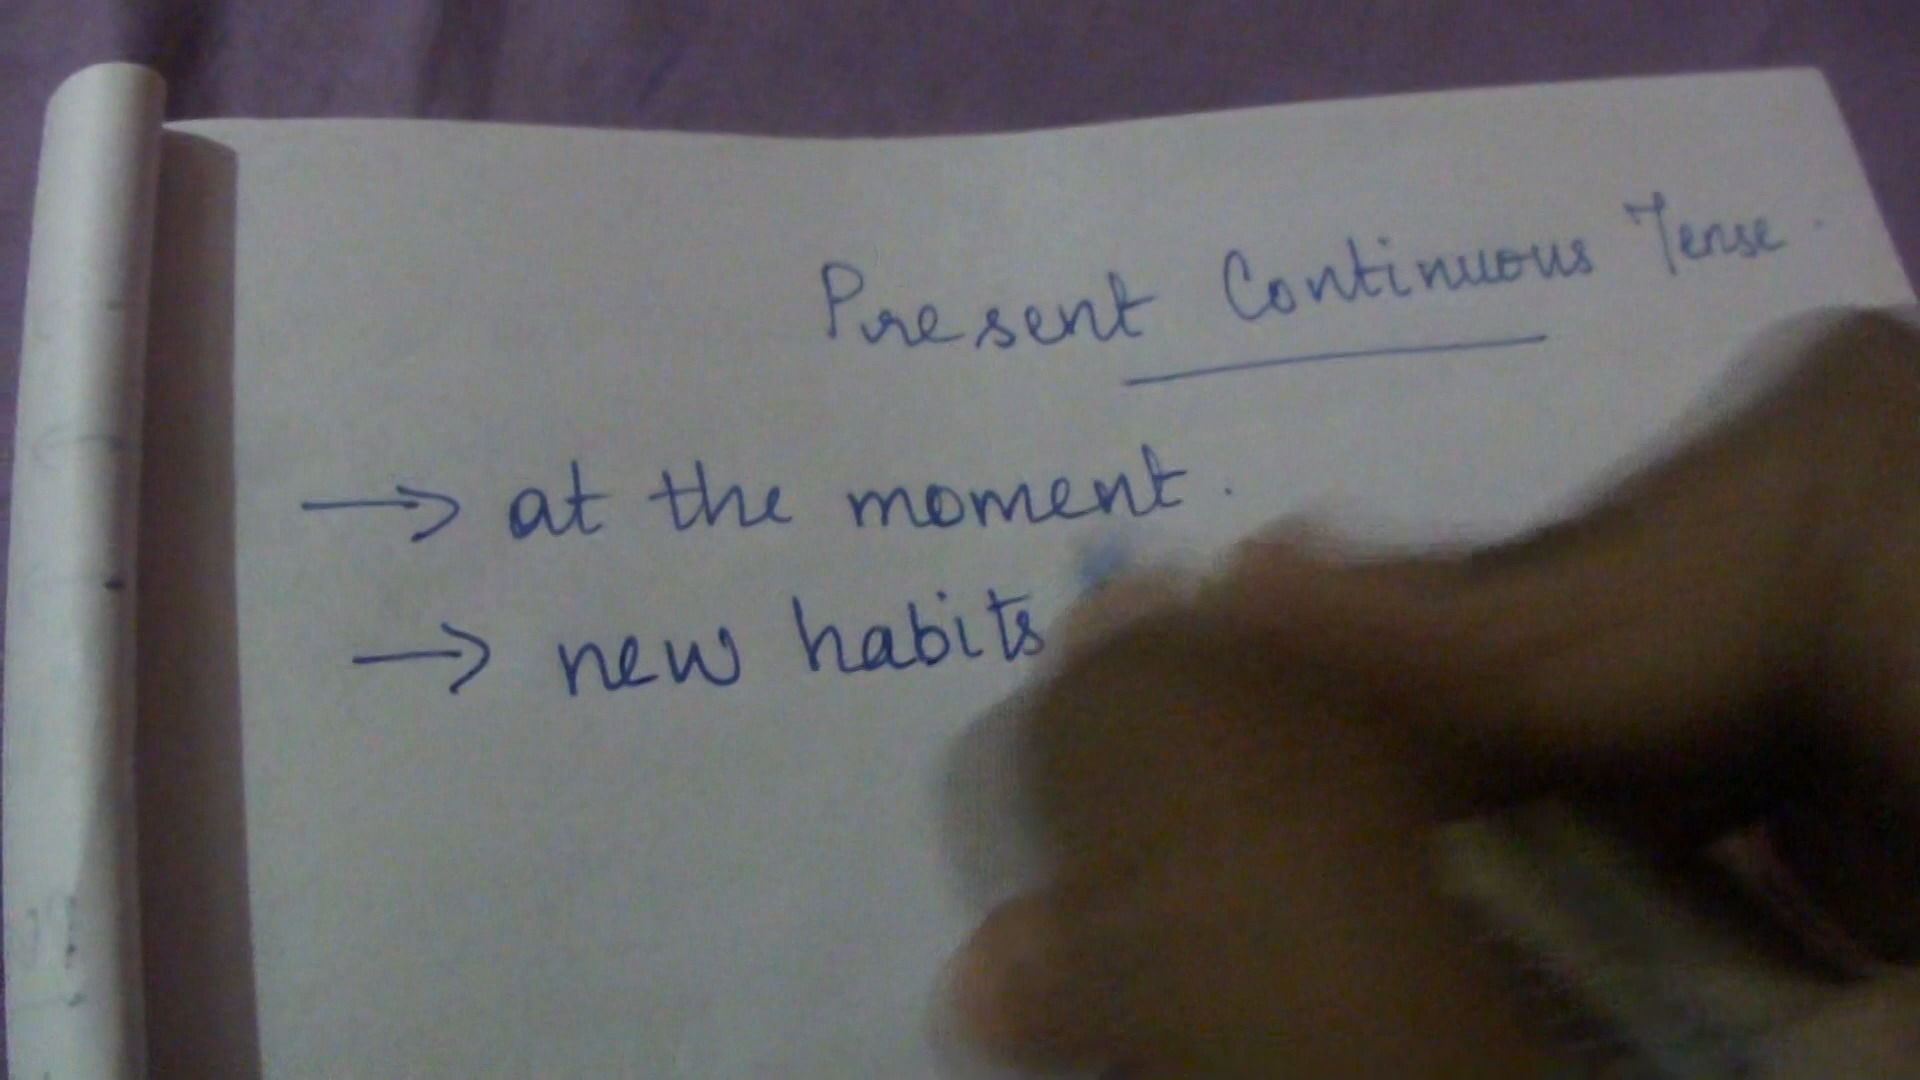 Present Continuous Tense.
→ at the moment.
→ new habits